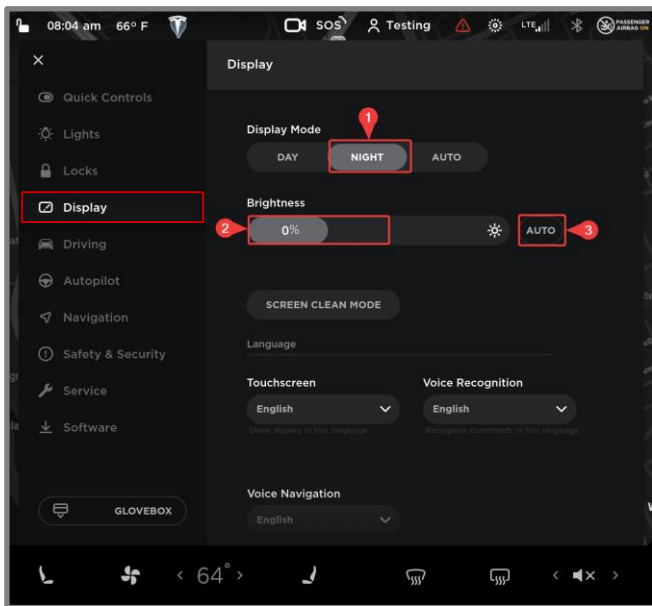 08:04 am 66° F SOS Testing LTE PASSENGER
AIRBAG ON
Display
Quick Controls
Lights
Locks
Display
Driving
Autopilot
Navigation
Safety & Security
Service
Software
GLOVEBOX
1
Display Mode
DAY NIGHT AUTO
Brightness
2 0% AUTO 3
SCREEN CLEAN MODE
Language
Touchscreen Voice Recognition
English English
Show display in this language Recognize commands in this language
Voice Navigation
English
64°